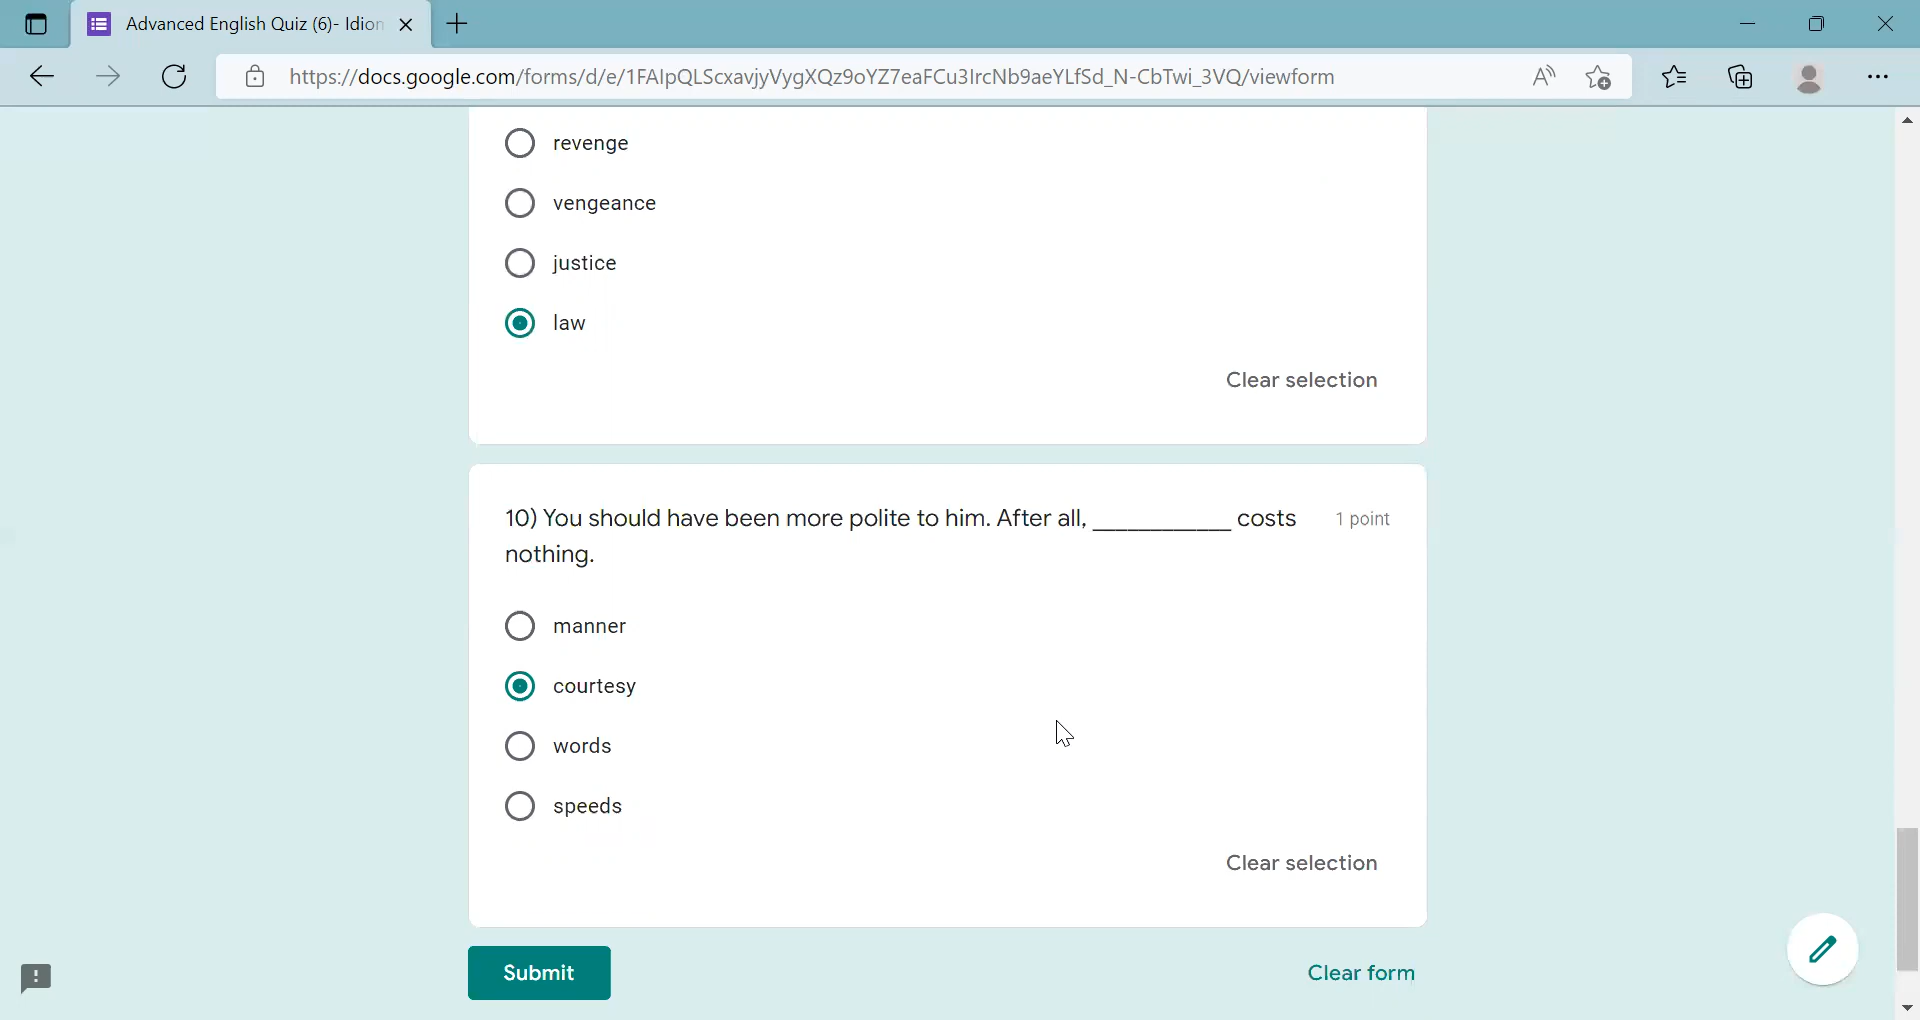 Advanced English Quiz (6)- Idion
https://docs.google.com/forms/d/e/1FAIpQLScxavjyVygXQz9oYZ7eaFCu3IrcNb9aeYLfSd_N-CbTwi_3VQ/viewform
revenge
vengeance
justice
law
Clear selection
10) You should have been more polite to him. After all, ____________ costs 1 point
nothing.
manner
courtesy
words
speeds
Clear selection
Submit Clear form